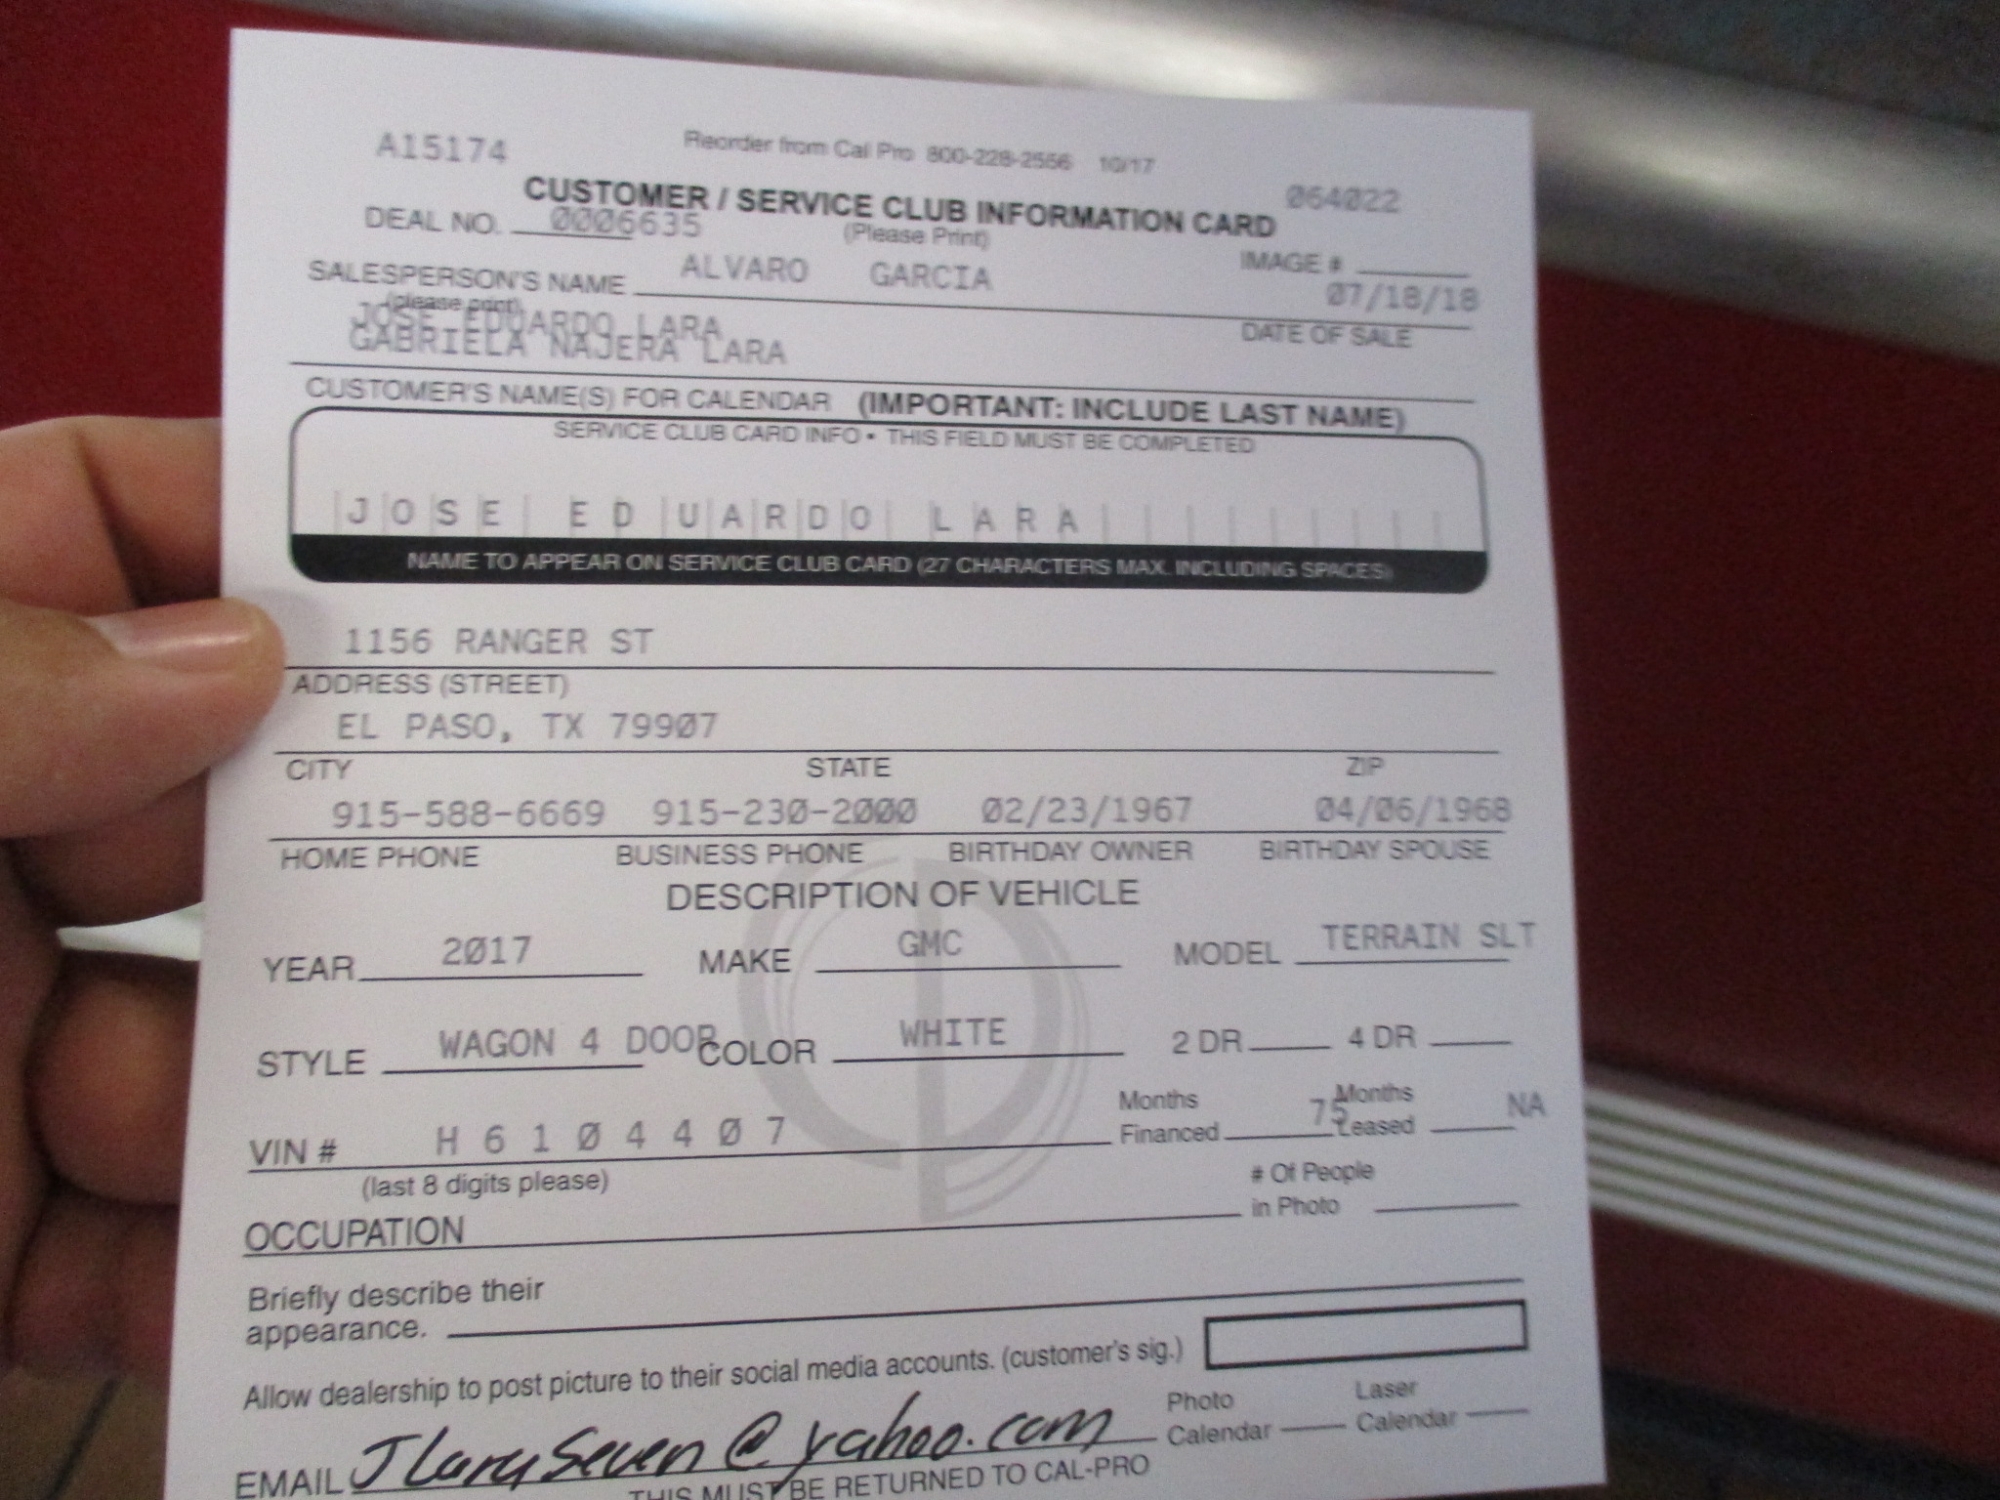 A15174 Reorder from Cal Pro 800-228-2556 10/17
CUSTOMER / SERVICE CLUB INFORMATION CARD 064022
DEAL NO. 0006635 (Please Print)
SALESPERSON'S NAME ALVARO GARCIA IMAGE #
(please print) 07/18/18
JOSE EDUARDO LARA DATE OF SALE
GABRIELA NAJERA LARA
CUSTOMER'S NAME(S) FOR CALENDAR (IMPORTANT: INCLUDE LAST NAME)
SERVICE CLUB CARD INFO • THIS FIELD MUST BE COMPLETED
JOSE EDUARDO LARA
NAME TO APPEAR ON SERVICE CLUB CARD (27 CHARACTERS MAX. INCLUDING SPACES)
1156 RANGER ST
ADDRESS (STREET)
EL PASO, TX 79907
CITY STATE ZIP
915-588-6669 915-230-2000 02/23/1967 04/06/1968
HOME PHONE BUSINESS PHONE BIRTHDAY OWNER BIRTHDAY SPOUSE
DESCRIPTION OF VEHICLE
YEAR 2017 MAKE GMC MODEL TERRAIN SLT
STYLE WAGON 4 DOOR COLOR WHITE 2 DR 4 DR
VIN # H6104407 Months Financed 75 Months Leased NA
(last 8 digits please) # Of People
OCCUPATION in Photo
Briefly describe their
appearance.
Allow dealership to post picture to their social media accounts. (customer's sig.)
Photo Calendar Laser Calendar
EMAIL JLarySeven@yahoo.com
THIS MUST BE RETURNED TO CAL-PRO